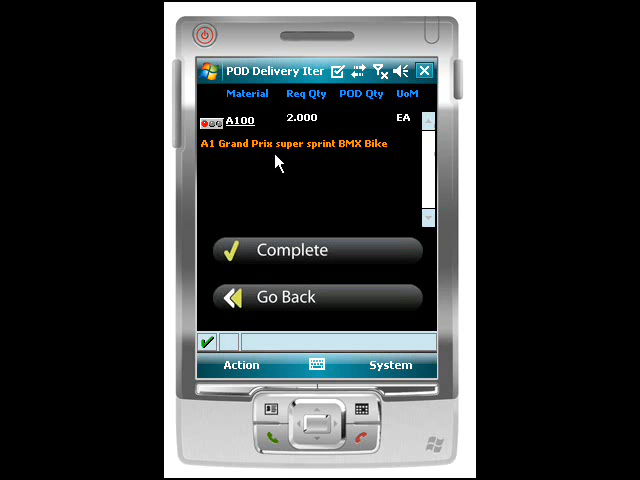 POD Delivery Iter
Material Req Qty POD Qty UoM
A100 2.000 EA
A1 Grand Prix super sprint BMX Bike
Complete
Go Back
Action System